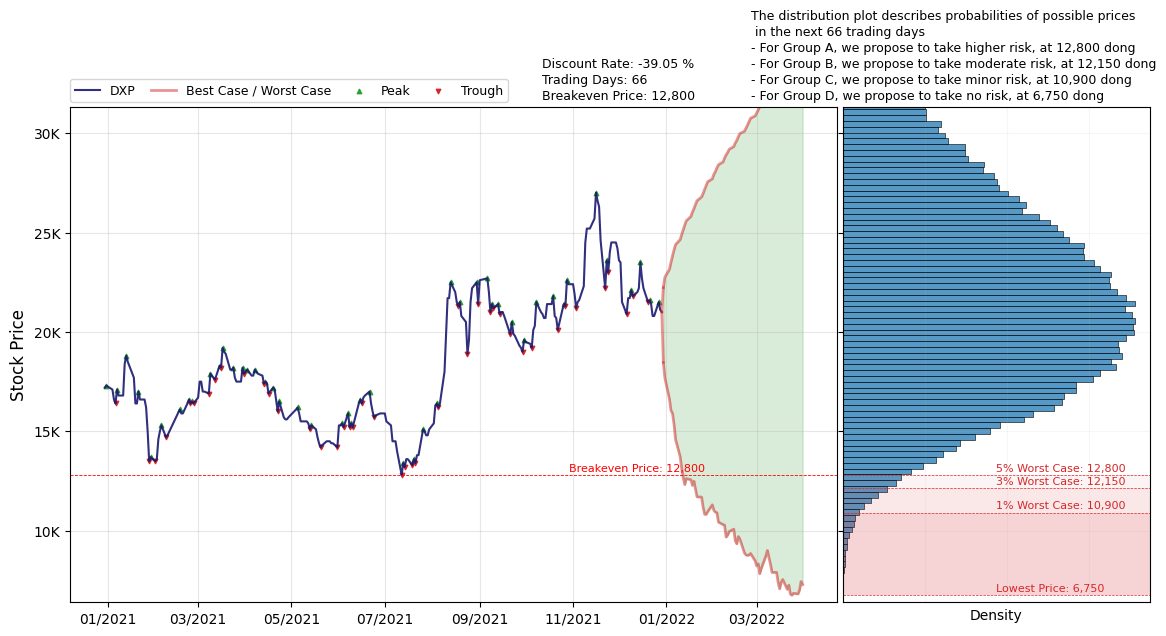 The distribution plot describes probabilities of possible prices
in the next 66 trading days
- For Group A, we propose to take higher risk, at 12,800 dong
- For Group B, we propose to take moderate risk, at 12,150 dong
- For Group C, we propose to take minor risk, at 10,900 dong
- For Group D, we propose to take no risk, at 6,750 dong
Discount Rate: -39.05 %
Trading Days: 66
Breakeven Price: 12,800
DXP Best Case / Worst Case Peak Trough
Stock Price
30K
25K
20K
15K
10K
Breakeven Price: 12,800
5% Worst Case: 12,800
3% Worst Case: 12,150
1% Worst Case: 10,900
Lowest Price: 6,750
01/2021 03/2021 05/2021 07/2021 09/2021 11/2021 01/2022 03/2022
Density